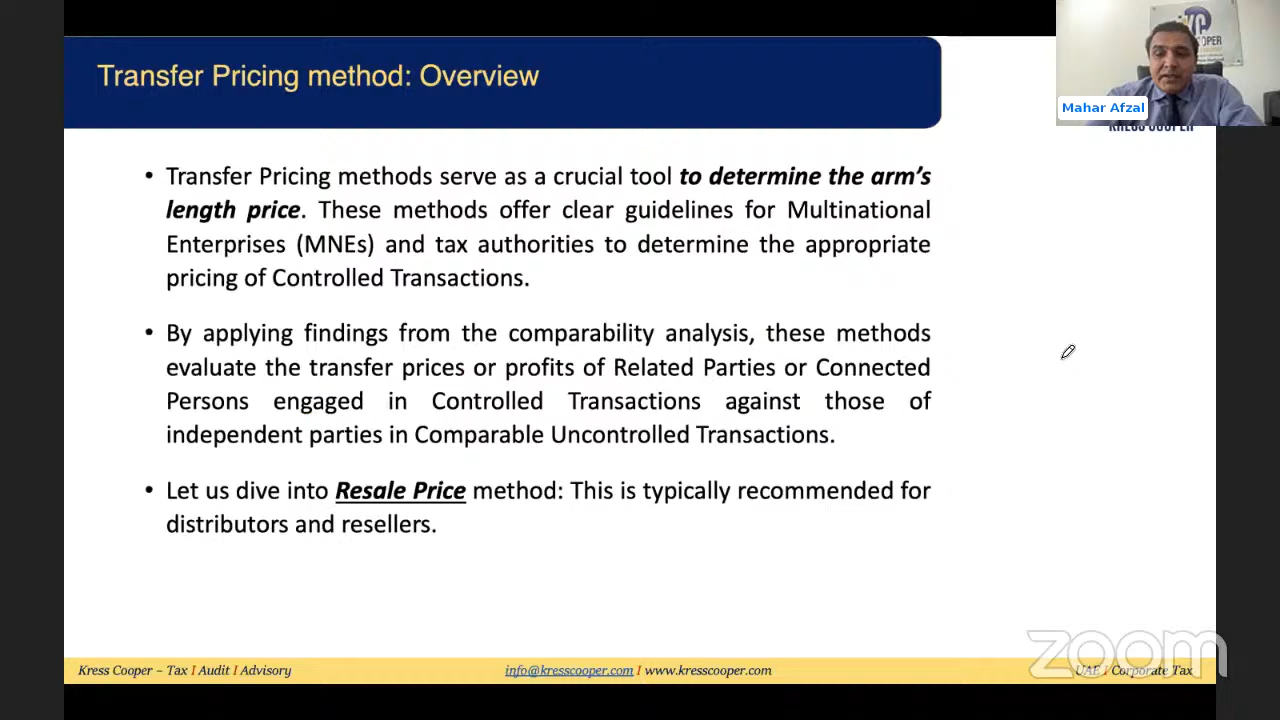 Transfer Pricing method: Overview
Mahar Afzal
KRESS COOPER
• Transfer Pricing methods serve as a crucial tool to determine the arm's
length price. These methods offer clear guidelines for Multinational
Enterprises (MNEs) and tax authorities to determine the appropriate
pricing of Controlled Transactions.
• By applying findings from the comparability analysis, these methods
evaluate the transfer prices or profits of Related Parties or Connected
Persons engaged in Controlled Transactions against those of
independent parties in Comparable Uncontrolled Transactions.
• Let us dive into Resale Price method: This is typically recommended for
distributors and resellers.
zoom
Kress Cooper – Tax I Audit I Advisory
info@kresscooper.com I www.kresscooper.com
UAE I Corporate Tax